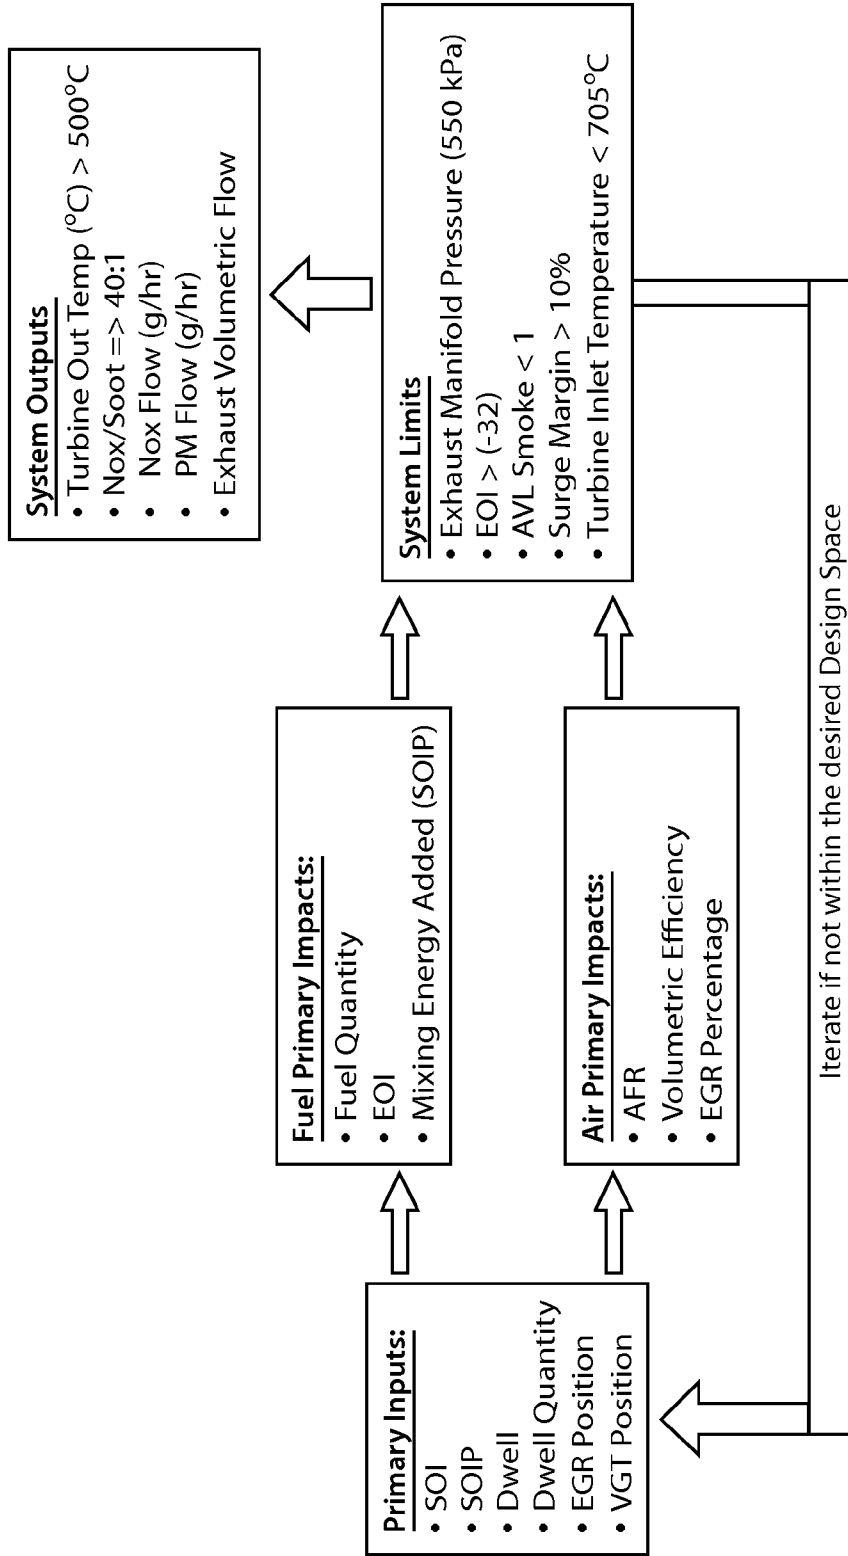 Primary Inputs:
• SOI
• SOIP
• Dwell
• Dwell Quantity
• EGR Position
• VGT Position
Fuel Primary Impacts:
• Fuel Quantity
• EOI
• Mixing Energy Added (SOIP)
Air Primary Impacts:
• AFR
• Volumetric Efficiency
• EGR Percentage
System Limits
• Exhaust Manifold Pressure (550 kPa)
• EOI > (-32)
• AVL Smoke < 1
• Surge Margin > 10%
• Turbine Inlet Temperature < 705°C
System Outputs
• Turbine Out Temp (°C) > 500°C
• Nox/Soot => 40:1
• Nox Flow (g/hr)
• PM Flow (g/hr)
• Exhaust Volumetric Flow
Iterate if not within the desired Design Space